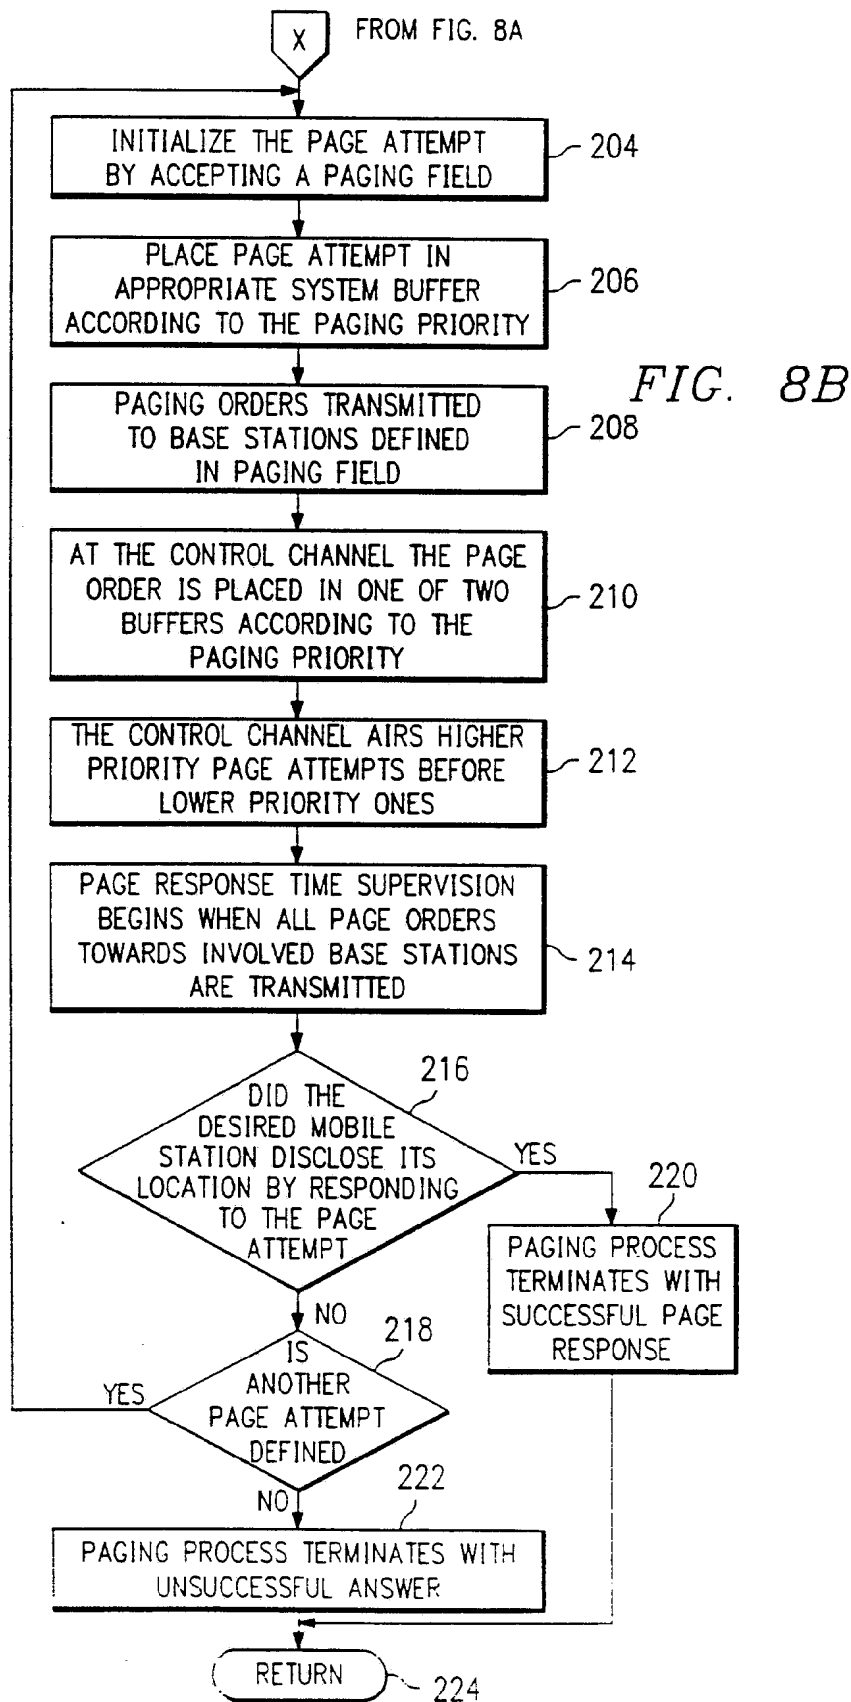 X
FROM FIG. 8A
INITIALIZE THE PAGE ATTEMPT
BY ACCEPTING A PAGING FIELD
204
PLACE PAGE ATTEMPT IN
APPROPRIATE SYSTEM BUFFER
ACCORDING TO THE PAGING PRIORITY
206
FIG. 8B
PAGING ORDERS TRANSMITTED
TO BASE STATIONS DEFINED
IN PAGING FIELD
208
AT THE CONTROL CHANNEL THE PAGE
ORDER IS PLACED IN ONE OF TWO
BUFFERS ACCORDING TO THE
PAGING PRIORITY
210
THE CONTROL CHANNEL AIRS HIGHER
PRIORITY PAGE ATTEMPTS BEFORE
LOWER PRIORITY ONES
212
PAGE RESPONSE TIME SUPERVISION
BEGINS WHEN ALL PAGE ORDERS
TOWARDS INVOLVED BASE STATIONS
ARE TRANSMITTED
214
216
DID THE
DESIRED MOBILE
STATION DISCLOSE ITS
LOCATION BY RESPONDING
TO THE PAGE
ATTEMPT
YES
220
PAGING PROCESS
TERMINATES WITH
SUCCESSFUL PAGE
RESPONSE
NO
218
IS
ANOTHER
PAGE ATTEMPT
DEFINED
YES
NO
222
PAGING PROCESS TERMINATES WITH
UNSUCCESSFUL ANSWER
RETURN
224